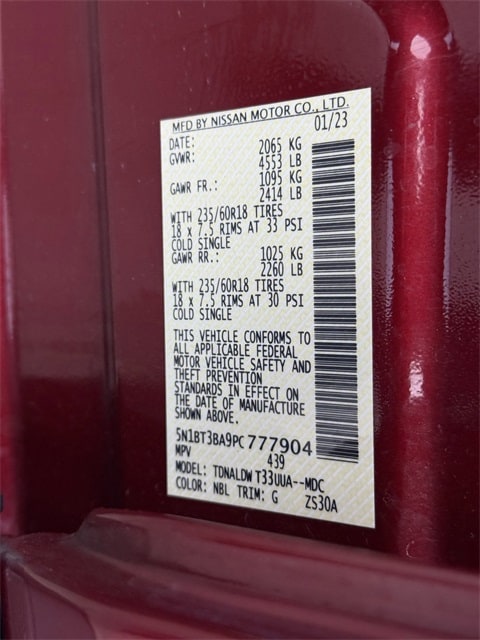 MFD BY NISSAN MOTOR CO., LTD.
DATE: 01/23
GVWR: 2065 KG
4553 LB
GAWR FR.: 1095 KG
2414 LB
WITH 235/60R18 TIRES
18 x 7.5 RIMS AT 33 PSI
COLD SINGLE
GAWR RR.: 1025 KG
2260 LB
WITH 235/60R18 TIRES
18 x 7.5 RIMS AT 30 PSI
COLD SINGLE
THIS VEHICLE CONFORMS TO
ALL APPLICABLE FEDERAL
MOTOR VEHICLE SAFETY AND
THEFT PREVENTION
STANDARDS IN EFFECT ON
THE DATE OF MANUFACTURE
SHOWN ABOVE.
5N1BT3BA9PC777904
MPV 439
MODEL: TDNALDW T33UUA--MDC
COLOR: NBL TRIM: G ZS30A